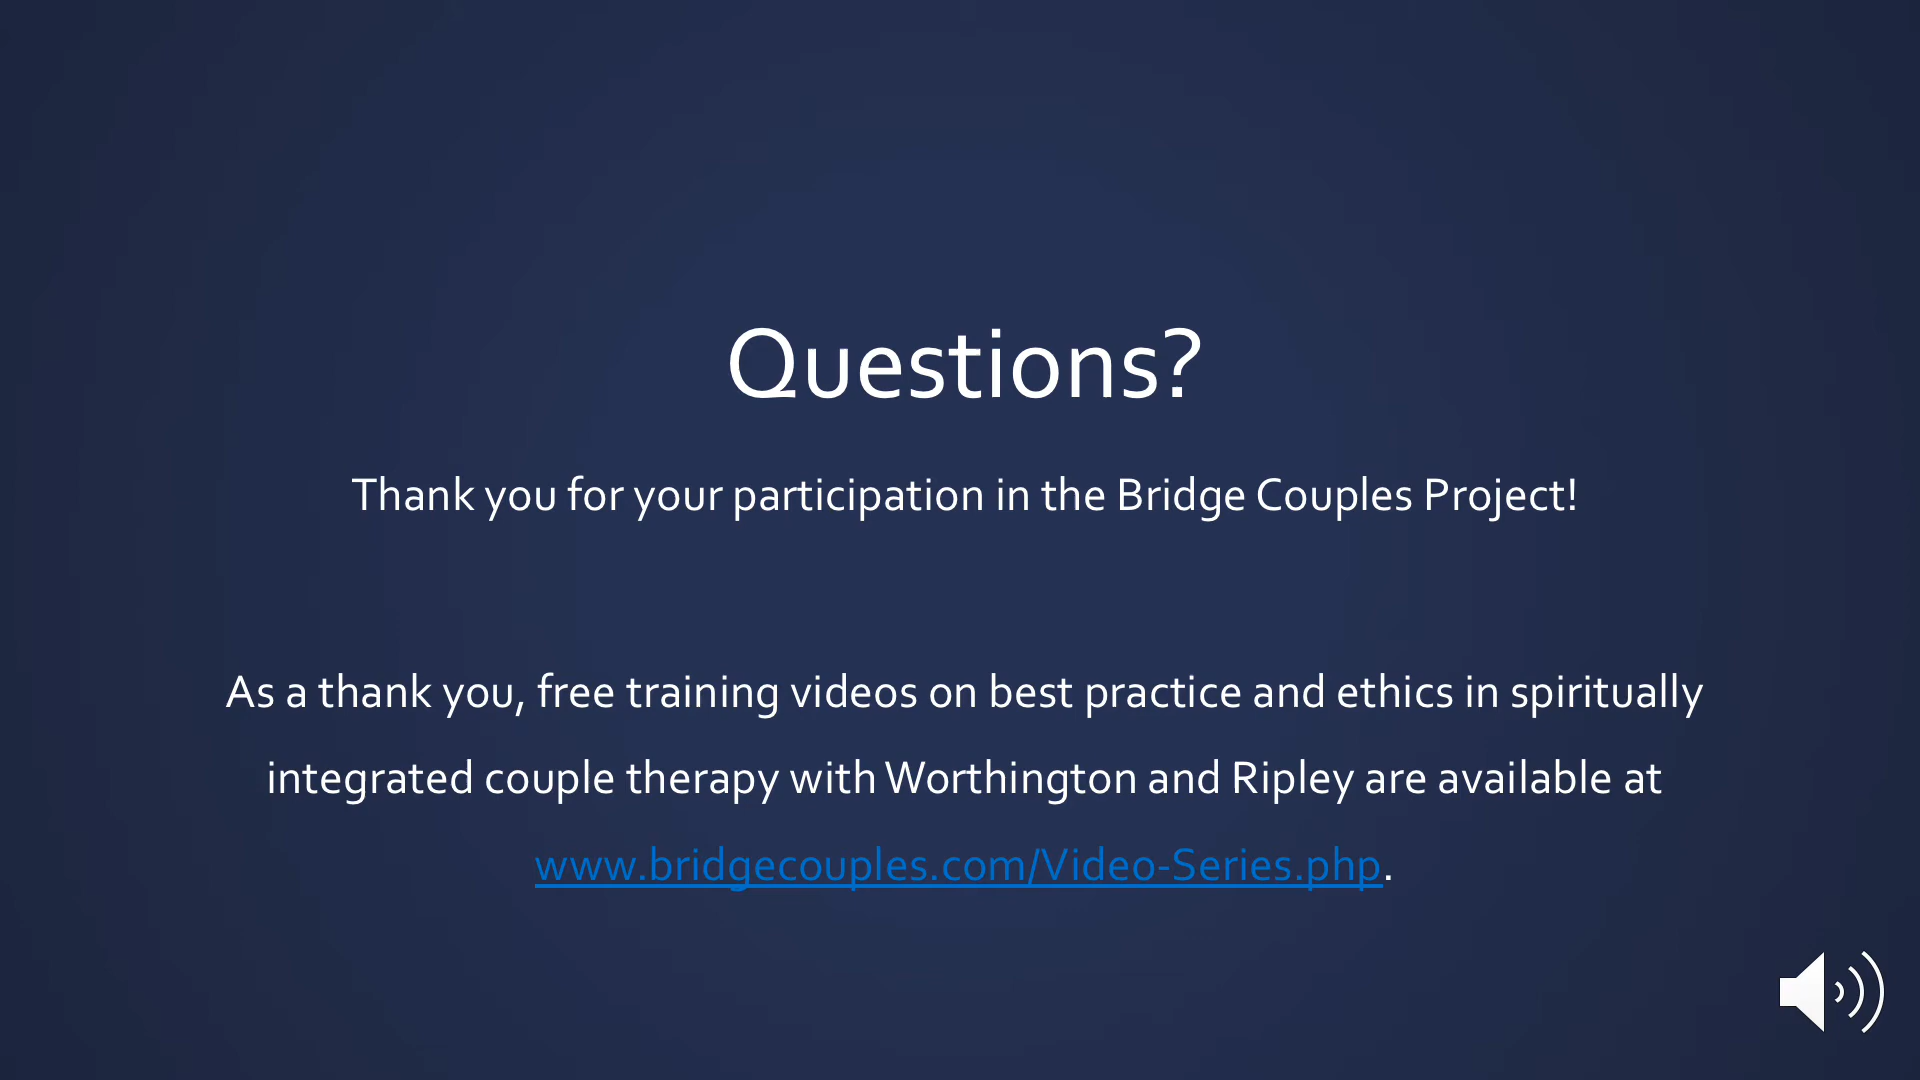 Questions?
Thank you for your participation in the Bridge Couples Project!
As a thank you, free training videos on best practice and ethics in spiritually
integrated couple therapy with Worthington and Ripley are available at
www.bridgecouples.com/Video-Series.php.